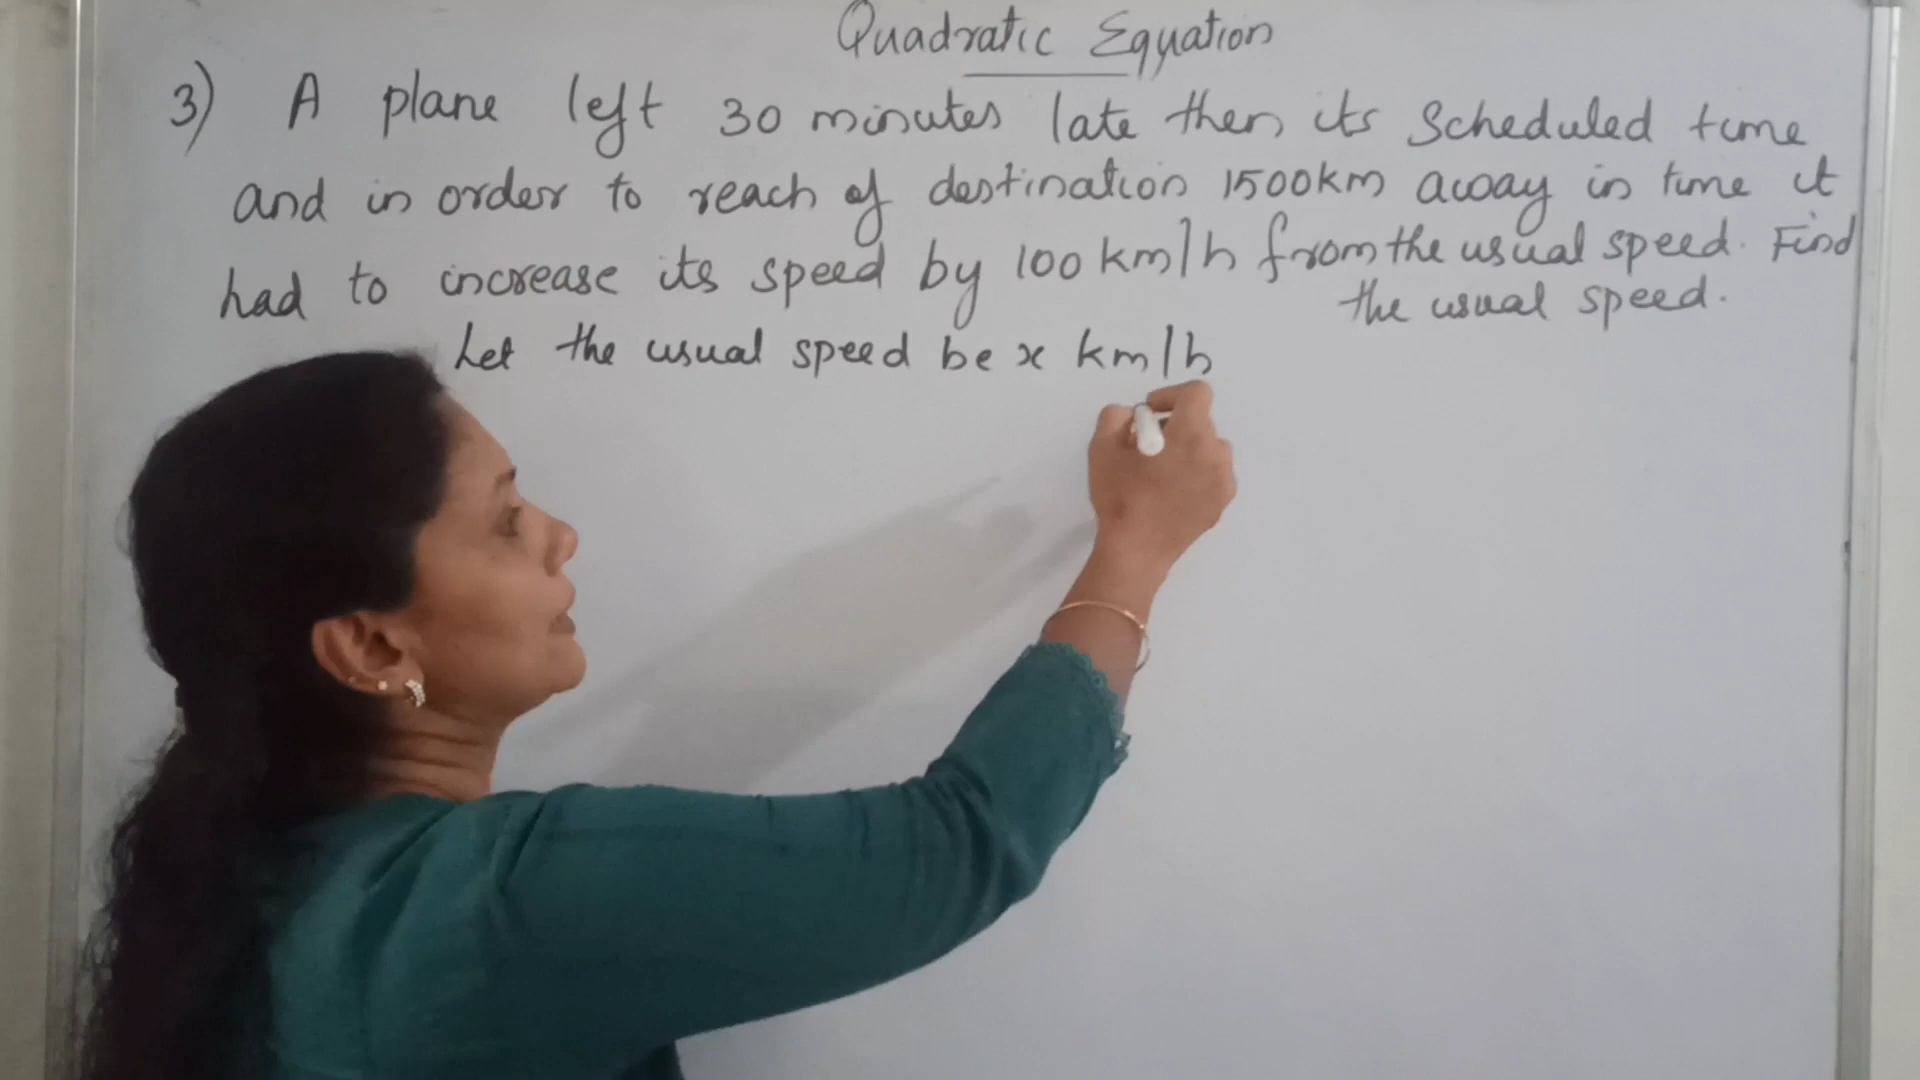 Quadratic Equation
3) A plane left 30 minutes late then its Scheduled time
and in order to reach of destination 1500km away in time it
had to increase its speed by 100 km/h from the usual speed. Find
the usual speed.
Let the usual speed be x km/h